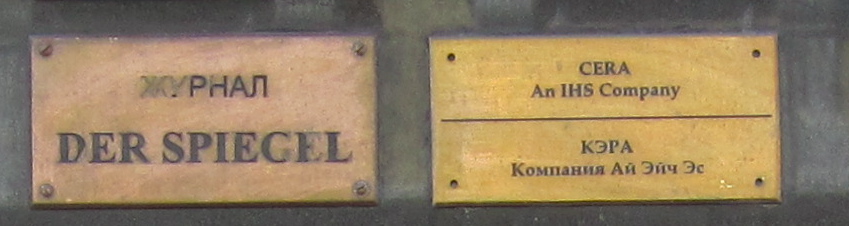 ЖУРНАЛ
DER SPIEGEL
CERA
An IHS Company
КЭРА
Компания Ай Эйч Эс